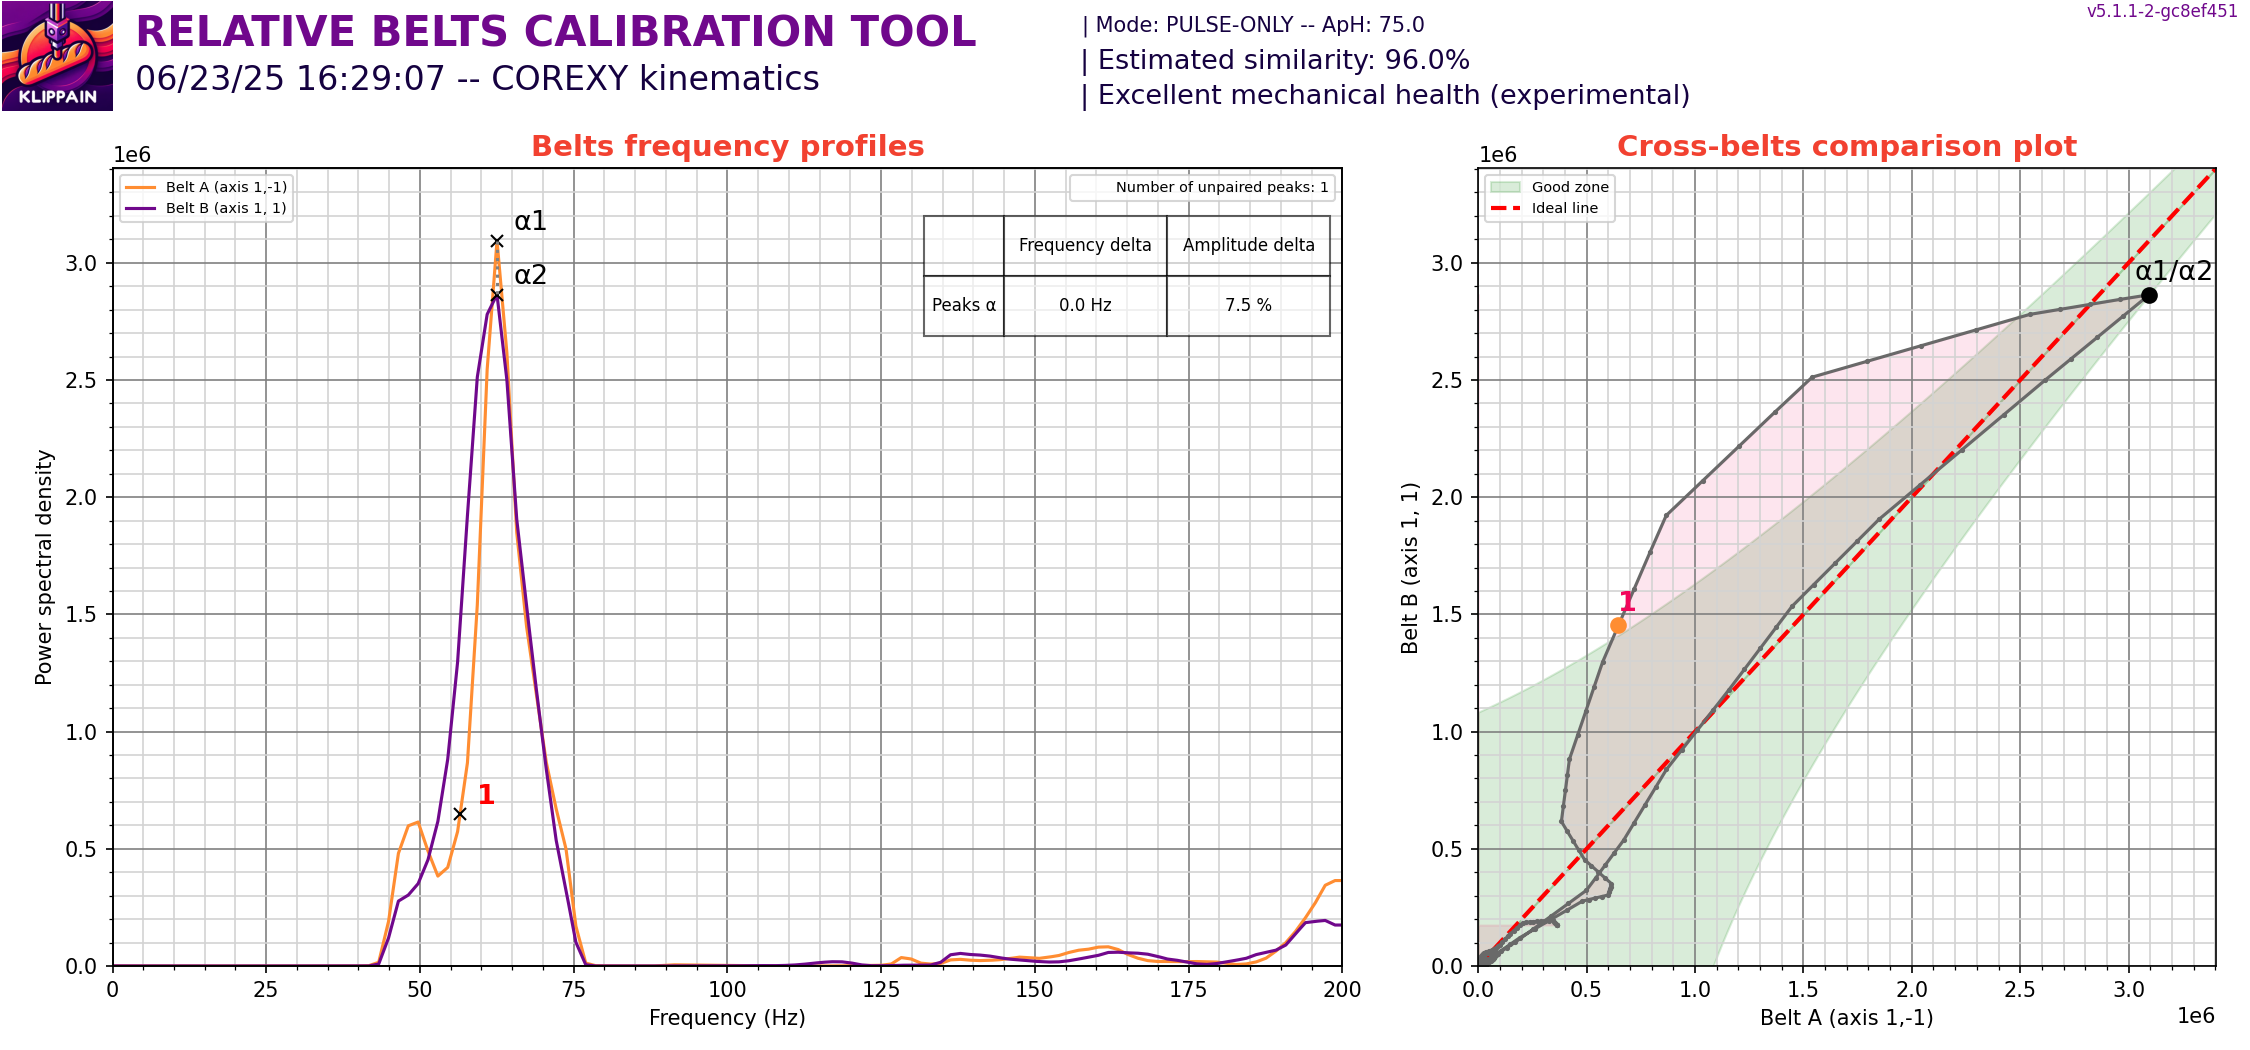 KLIPPAIN
RELATIVE BELTS CALIBRATION TOOL
06/23/25 16:29:07 -- COREXY kinematics
| Mode: PULSE-ONLY -- ApH: 75.0
| Estimated similarity: 96.0%
| Excellent mechanical health (experimental)
v5.1.1-2-gc8ef451
Belts frequency profiles
1e6
Belt A (axis 1,-1)
Belt B (axis 1, 1)
Number of unpaired peaks: 1
Frequency delta Amplitude delta
Peaks α 0.0 Hz 7.5 %
α1
α2
1
3.0
2.5
2.0
1.5
1.0
0.5
0.0
Power spectral density
0 25 50 75 100 125 150 175 200
Frequency (Hz)
Cross-belts comparison plot
1e6
Good zone
Ideal line
α1/α2
1
3.0
2.5
2.0
1.5
1.0
0.5
0.0
Belt B (axis 1, 1)
0.0 0.5 1.0 1.5 2.0 2.5 3.0
Belt A (axis 1,-1)
1e6